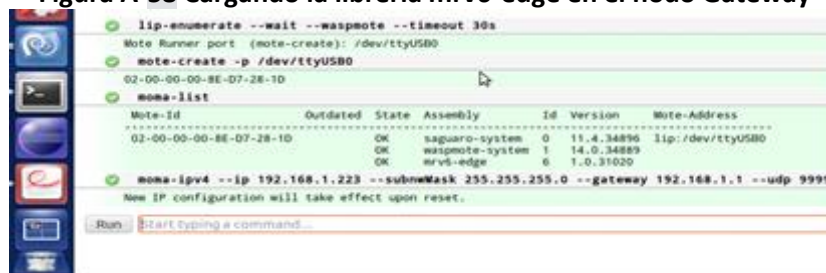 Cargando la librería mrv6-edge en el nodo Gateway
lip-enumerate --wait --waspmote --timeout 30s
Mote Runner port (mote-create): /dev/ttyUSB0
mote-create -p /dev/ttyUSB0
02-00-00-00-8E-D7-28-1D
moma-list
Mote-Id Outdated State Assembly Id Version Mote-Address
02-00-00-00-8E-D7-28-1D OK saguaro-system 0 11.4.34896 lip:/dev/ttyUSB0
OK waspmote-system 1 14.0.34889
OK mrv6-edge 6 1.0.31020
moma-ipv4 --ip 192.168.1.223 --subnetMask 255.255.255.0 --gateway 192.168.1.1 --udp 9999
New IP configuration will take effect upon reset.
Run Start typing a command...